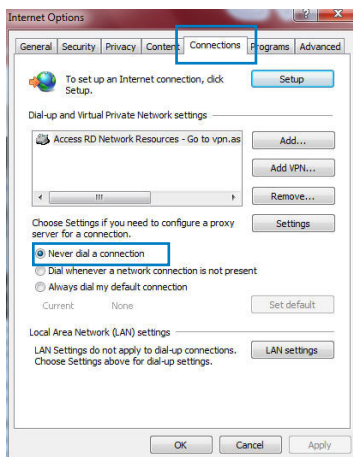 Internet Options
General Security Privacy Content Connections Programs Advanced
To set up an Internet connection, click Setup.
Setup
Dial-up and Virtual Private Network settings
Access RD Network Resources - Go to vpn.as
Add...
Add VPN...
Remove...
Choose Settings if you need to configure a proxy
server for a connection.
Settings
Never dial a connection
Dial whenever a network connection is not present
Always dial my default connection
Current None
Set default
Local Area Network (LAN) settings
LAN Settings do not apply to dial-up connections.
Choose Settings above for dial-up settings.
LAN settings
OK Cancel Apply